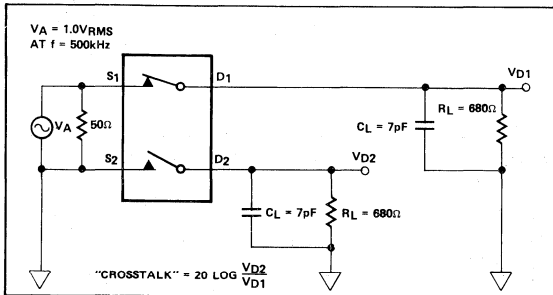 VA = 1.0VRMS
AT f = 500kHz
S1
D1
VD1
VA
50Ω
CL = 7pF
RL = 680Ω
S2
D2
VD2
CL = 7pF
RL = 680Ω
"CROSSTALK" = 20 LOG VD2
VD1